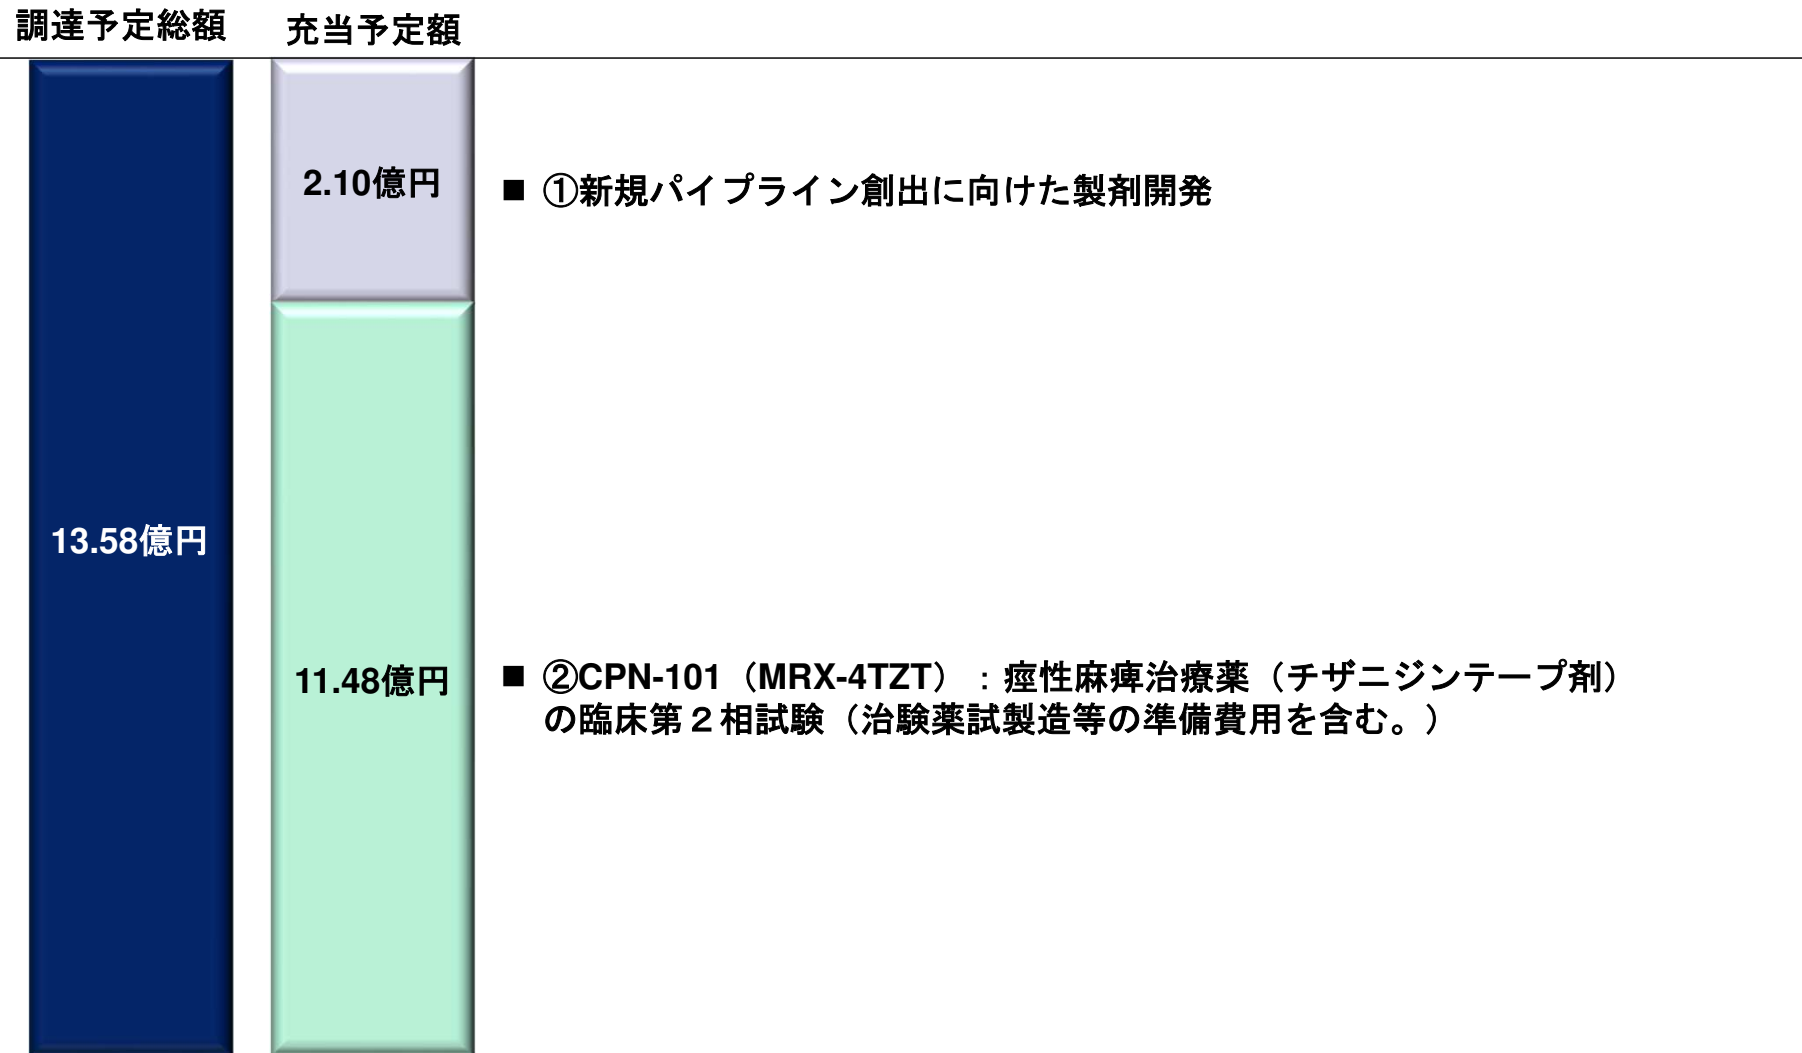 調達予定総額
充当予定額
2.10億円
■ ①新規パイプライン創出に向けた製剤開発
13.58億円
11.48億円
■ ②CPN-101（MRX-4TZT）：痙性麻痺治療薬（チザニジンテープ剤）
の臨床第２相試験（治験薬試製造等の準備費用を含む。）